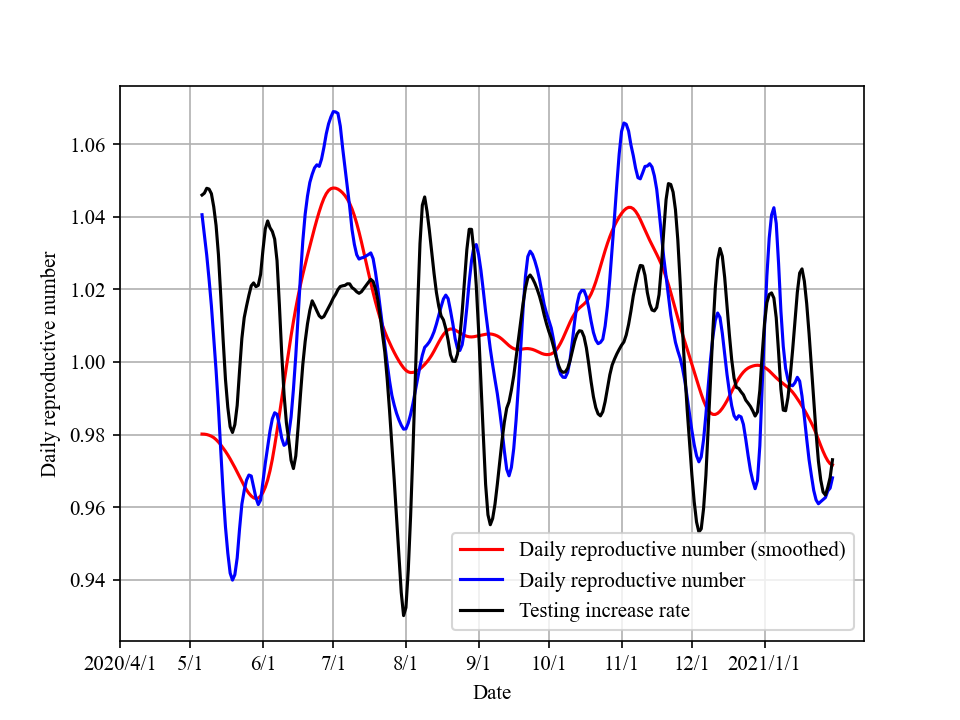 1.06
1.04
1.02
1.00
0.98
0.96
0.94
Daily reproductive number
Daily reproductive number (smoothed)
Daily reproductive number
Testing increase rate
2020/4/1 5/1 6/1 7/1 8/1 9/1 10/1 11/1 12/1 2021/1/1
Date